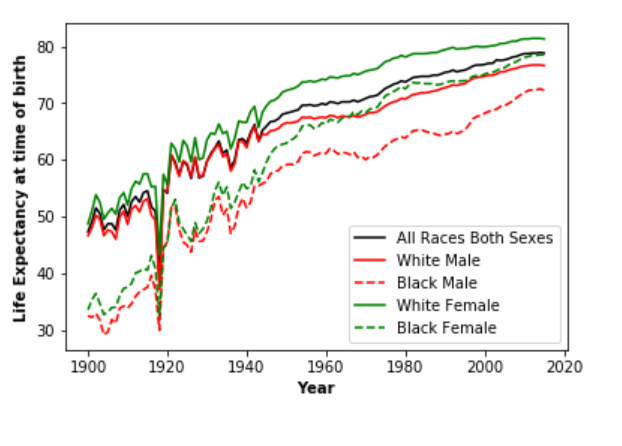 Life Expectancy at time of birth
80
70
60
50
40
30
All Races Both Sexes
White Male
Black Male
White Female
Black Female
1900 1920 1940 1960 1980 2000 2020
Year